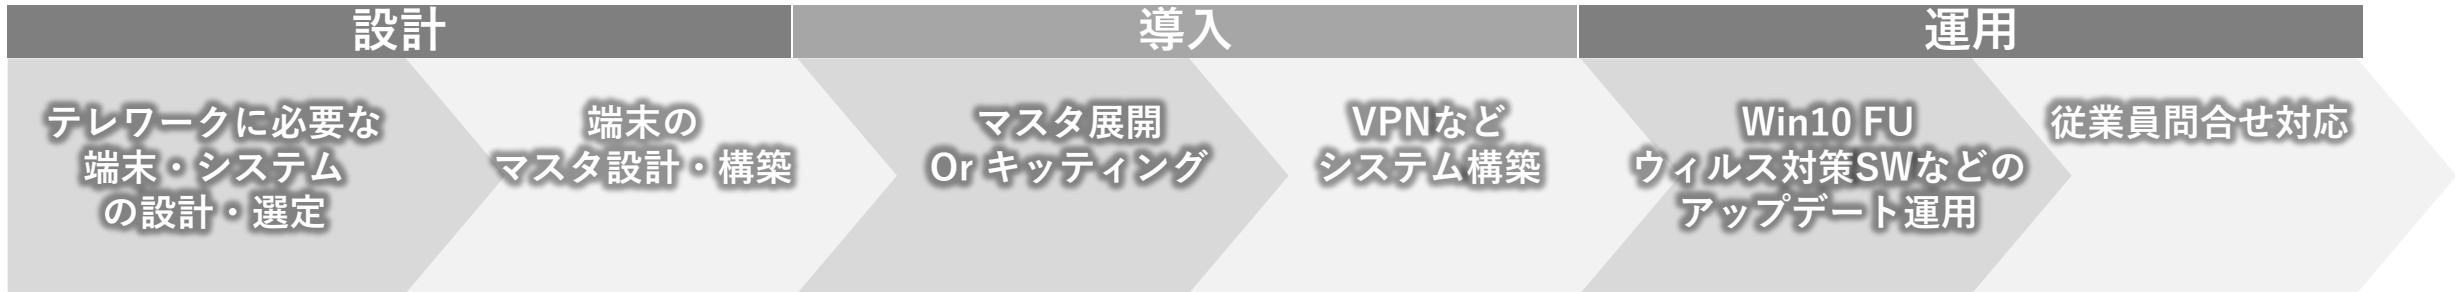 設計
導入
運用
テレワークに必要な
端末・システム
の設計・選定
端末の
マスタ設計・構築
マスタ展開
Or キッティング
VPNなど
システム構築
Win10 FU
ウィルス対策SWなどの
アップデート運用
従業員問合せ対応